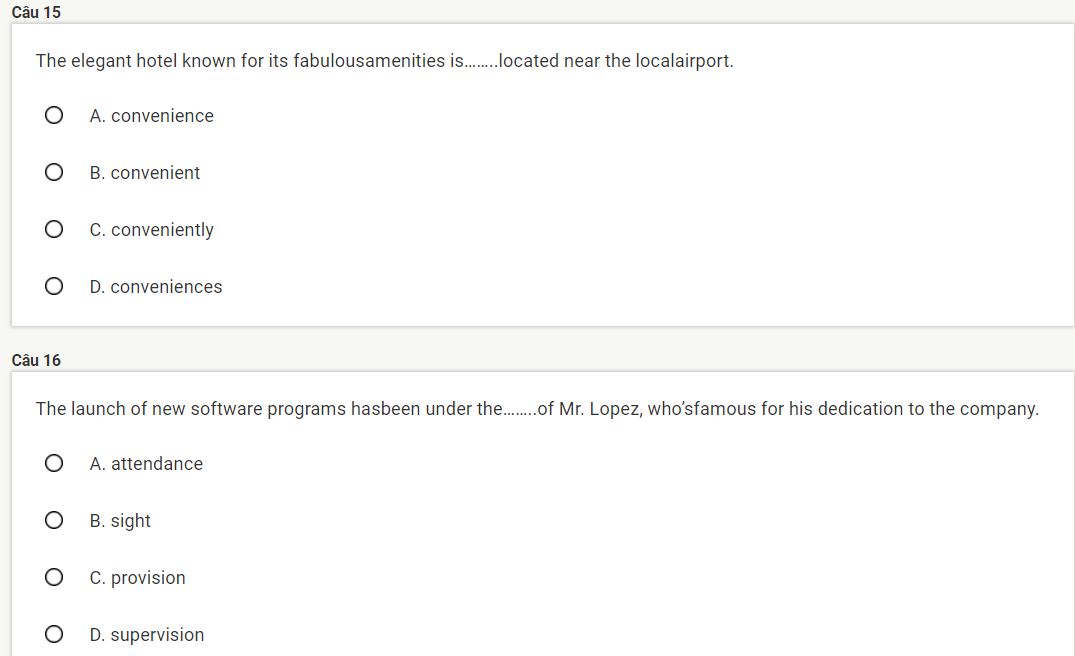 Câu 15
The elegant hotel known for its fabulousamenities is........located near the localairport.
A. convenience
B. convenient
C. conveniently
D. conveniences
Câu 16
The launch of new software programs hasbeen under the........of Mr. Lopez, who'sfamous for his dedication to the company.
A. attendance
B. sight
C. provision
D. supervision